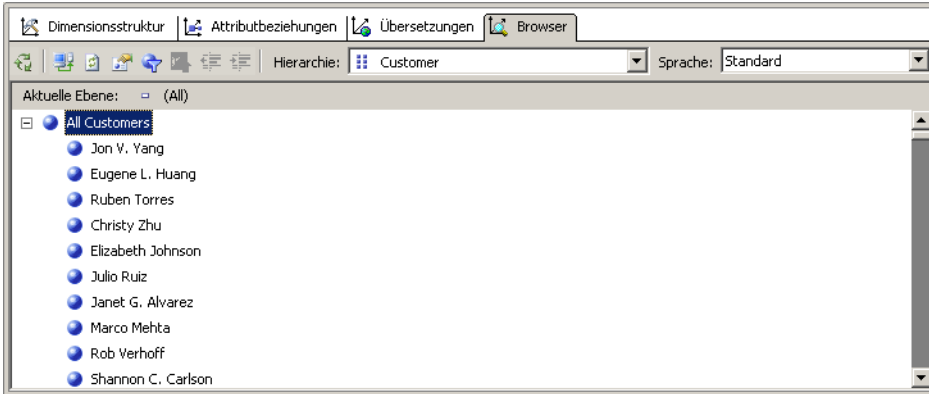 Dimensionsstruktur Attributbeziehungen Übersetzungen Browser
Hierarchie: Customer Sprache: Standard
Aktuelle Ebene: (All)
All Customers
Jon V. Yang
Eugene L. Huang
Ruben Torres
Christy Zhu
Elizabeth Johnson
Julio Ruiz
Janet G. Alvarez
Marco Mehta
Rob Verhoff
Shannon C. Carlson